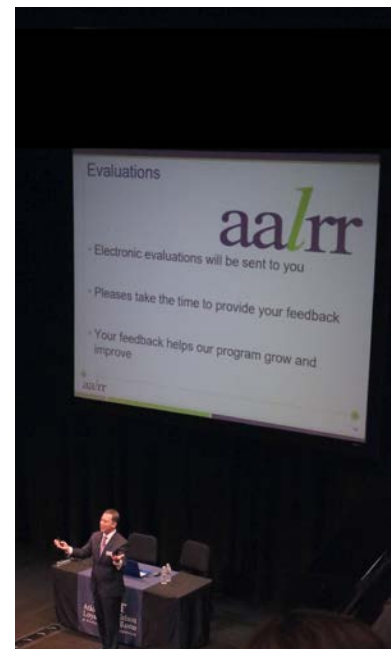 Evaluations
aalrr
Electronic evaluations will be sent to you
Pleases take the time to provide your feedback
Your feedback helps our program grow and
improve
aalrr